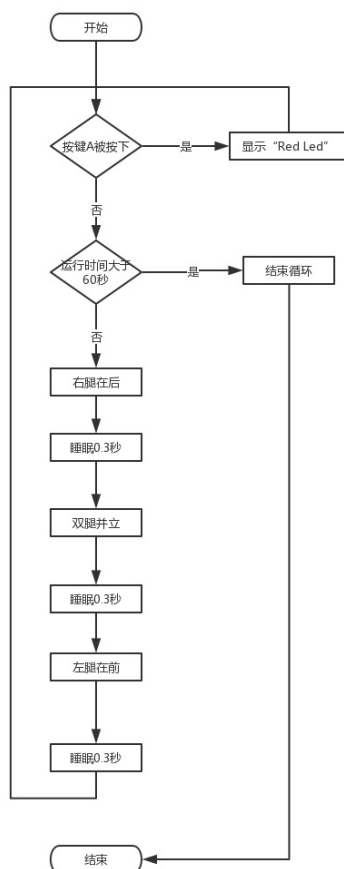 开始
按键A被按下
是
显示“Red Led”
否
运行时间大于
60秒
是
结束循环
否
右腿在后
睡眠0.3秒
双腿并立
睡眠0.3秒
左腿在前
睡眠0.3秒
结束